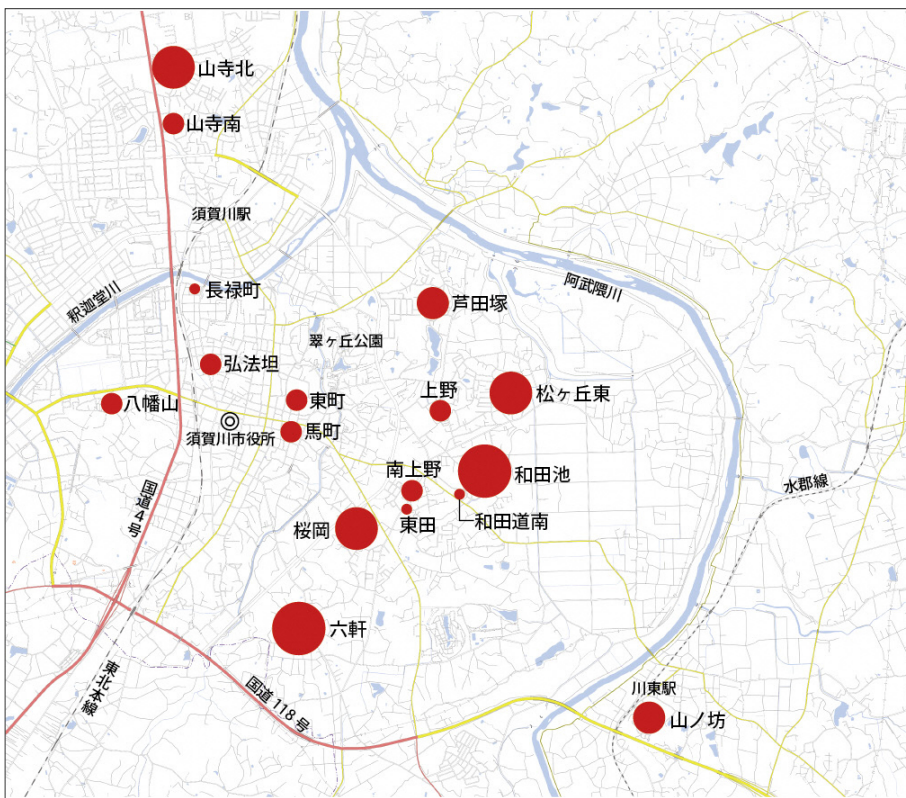 山寺北
山寺南
須賀川駅
長禄町
釈迦堂川
阿武隈川
芦田塚
翠ヶ丘公園
弘法坦
松ヶ丘東
上野
八幡山
東町
馬町
須賀川市役所
南上野
和田池
水郡線
国道4号
東田
和田道南
桜岡
六軒
東北本線
国道118号
川東駅
山ノ坊